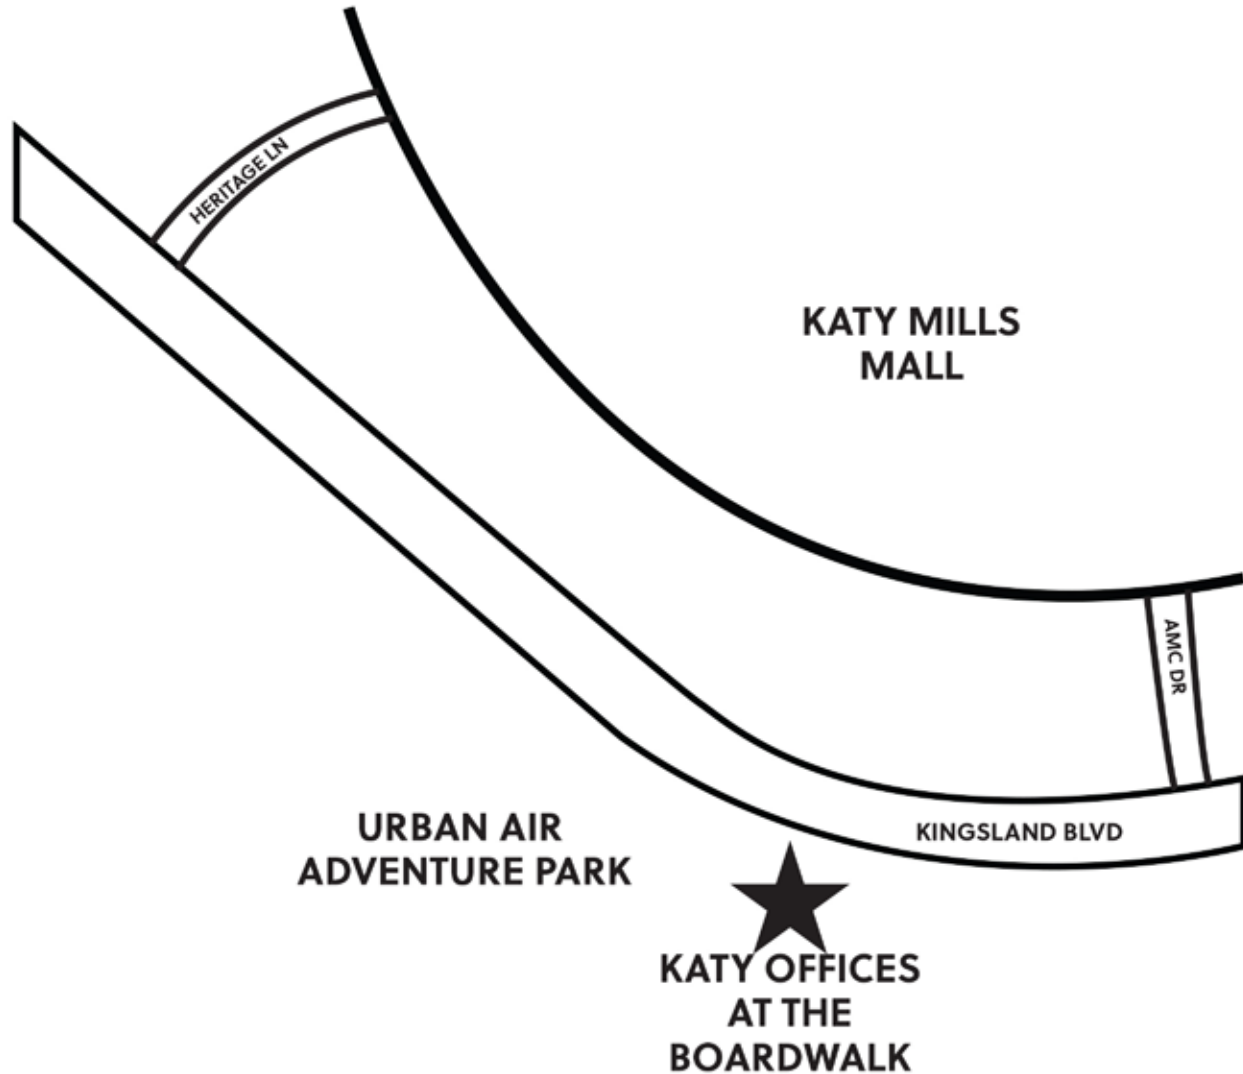 HERITAGE LN
KATY MILLS
MALL
AMC DR
KINGSLAND BLVD
URBAN AIR
ADVENTURE PARK
KATY OFFICES
AT THE
BOARDWALK